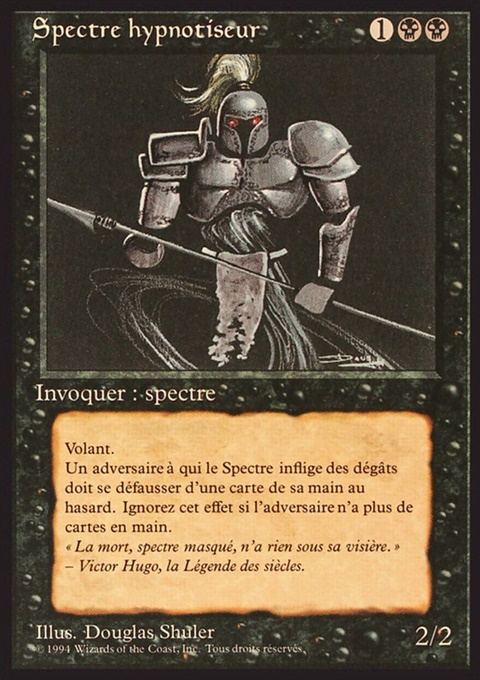 Spectre hypnotiseur 1
Invoquer : spectre
Volant.
Un adversaire à qui le Spectre inflige des dégâts
doit se défausser d'une carte de sa main au
hasard. Ignorez cet effet si l'adversaire n'a plus de
cartes en main.
« La mort, spectre masqué, n'a rien sous sa visière. »
– Victor Hugo, la Légende des siècles.
Illus. Douglas Shuler
2/2
© 1994 Wizards of the Coast, Inc. Tous droits réservés.